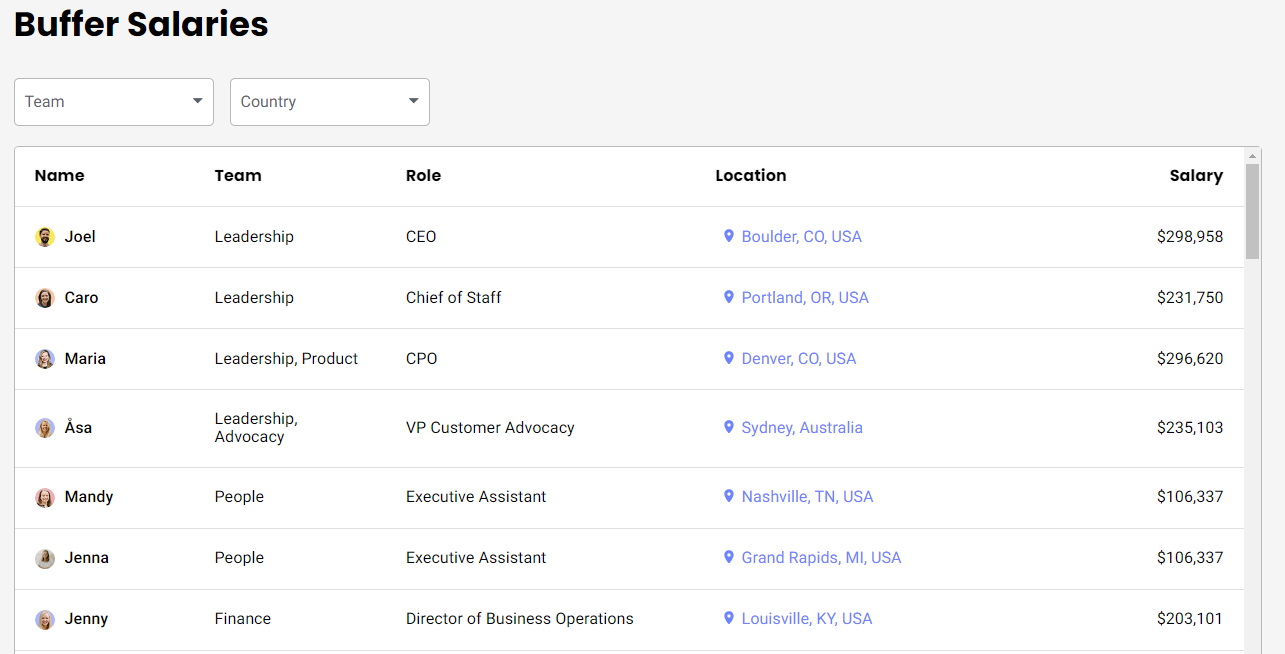 Buffer Salaries
Team Country
Name Team Role Location Salary
Joel Leadership CEO Boulder, CO, USA $298,958
Caro Leadership Chief of Staff Portland, OR, USA $231,750
Maria Leadership, Product CPO Denver, CO, USA $296,620
Åsa Leadership, Advocacy VP Customer Advocacy Sydney, Australia $235,103
Mandy People Executive Assistant Nashville, TN, USA $106,337
Jenna People Executive Assistant Grand Rapids, MI, USA $106,337
Jenny Finance Director of Business Operations Louisville, KY, USA $203,101